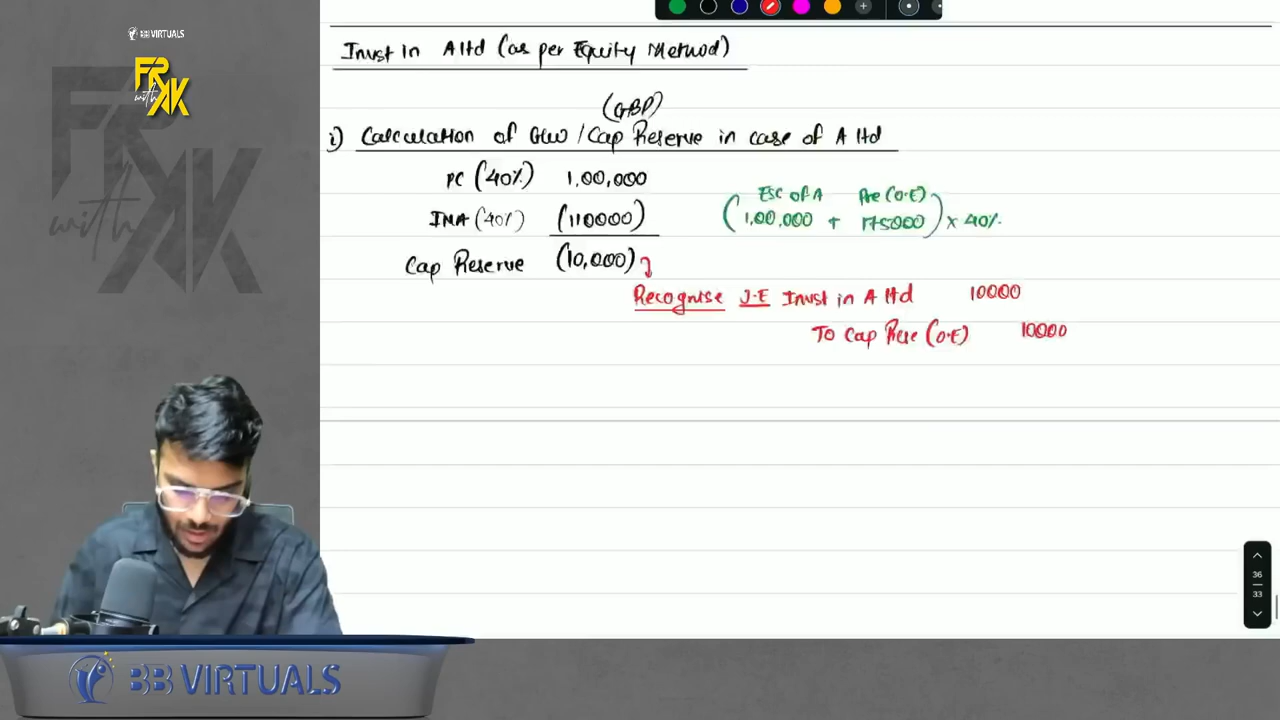 BB VIRTUALS
FR
with AK
Invst in A ltd (as per Equity Method)
(GBP)
i) Calculation of GW / Cap Reserve in case of A ltd
PC (40%) 1,00,000
INA (40%) (110000)
ESC of A Pre (O.E)
(1,00,000 + 175000) × 40%
Cap Reserve (10,000)
Recognise J.E Invst in A ltd 10000
To Cap Rese (O.E) 10000
36
33
BB VIRTUALS